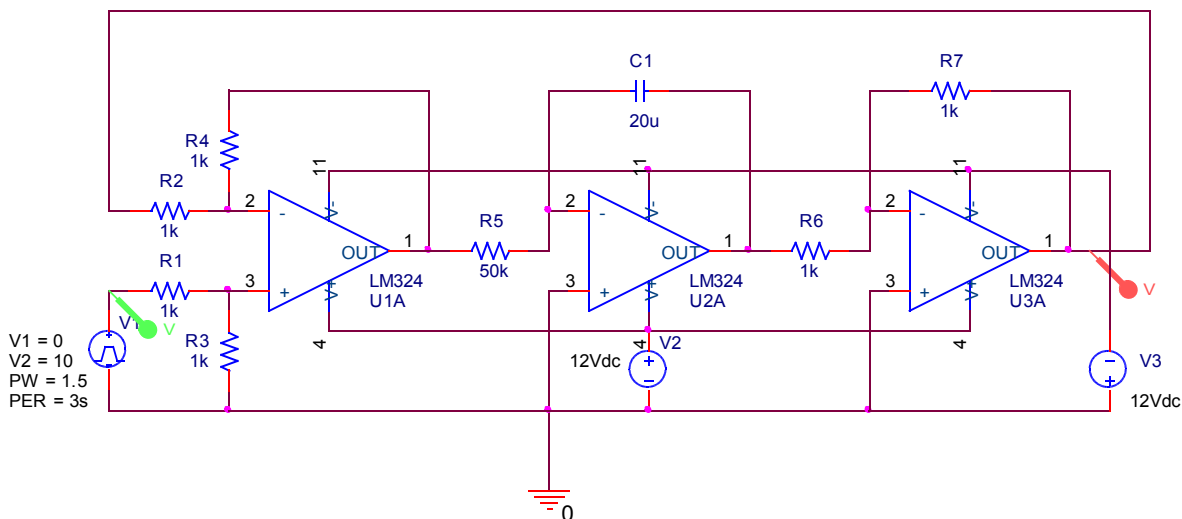 C1
20u
R7
1k
R4
1k
11
11
11
R2
1k
2
-
V-
2
-
V-
2
-
V-
1
OUT
R5
50k
1
OUT
R6
1k
1
OUT
V
R1
1k
3
+
V+
LM324
U1A
3
+
V+
LM324
U2A
3
+
V+
LM324
U3A
V1
V
R3
1k
4
4
4
V1 = 0
V2 = 10
PW = 1.5
PER = 3s
V2
12Vdc
+
-
-
+
V3
12Vdc
0